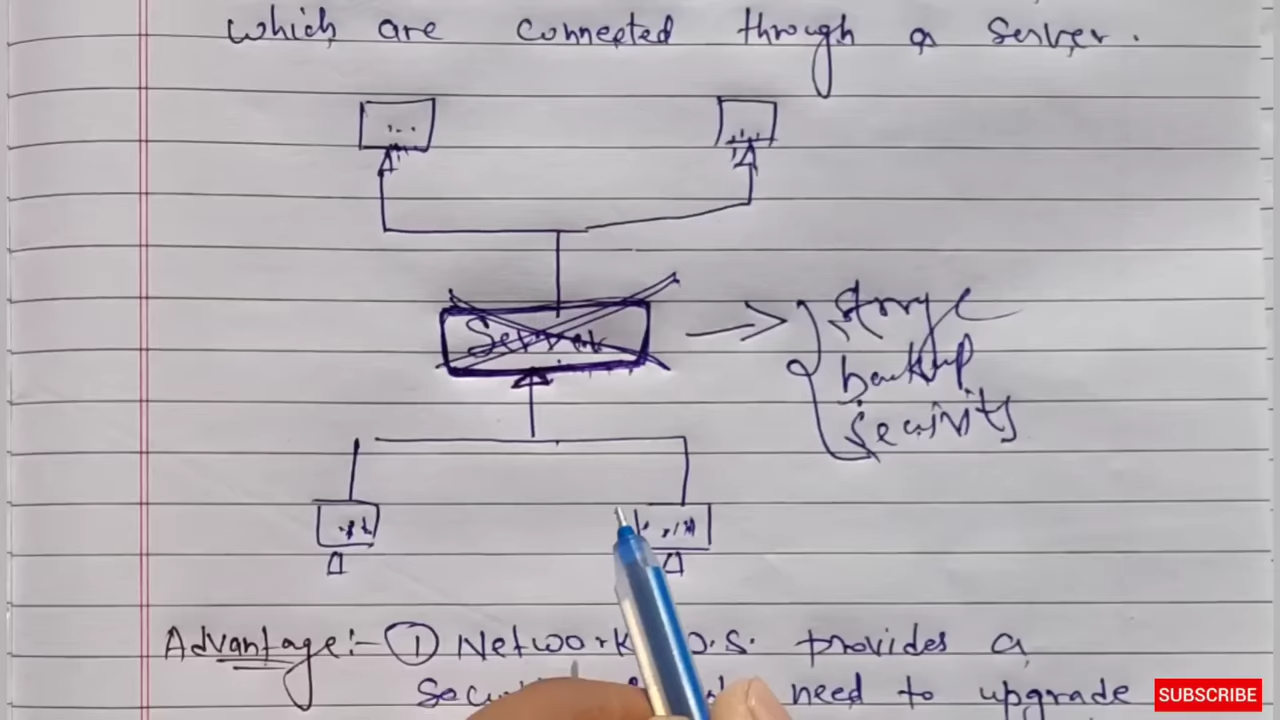 which are connected through a server.
Server
storage
backup
Security
Advantage:- ① Network O.S. provides a
need to upgrade
SUBSCRIBE